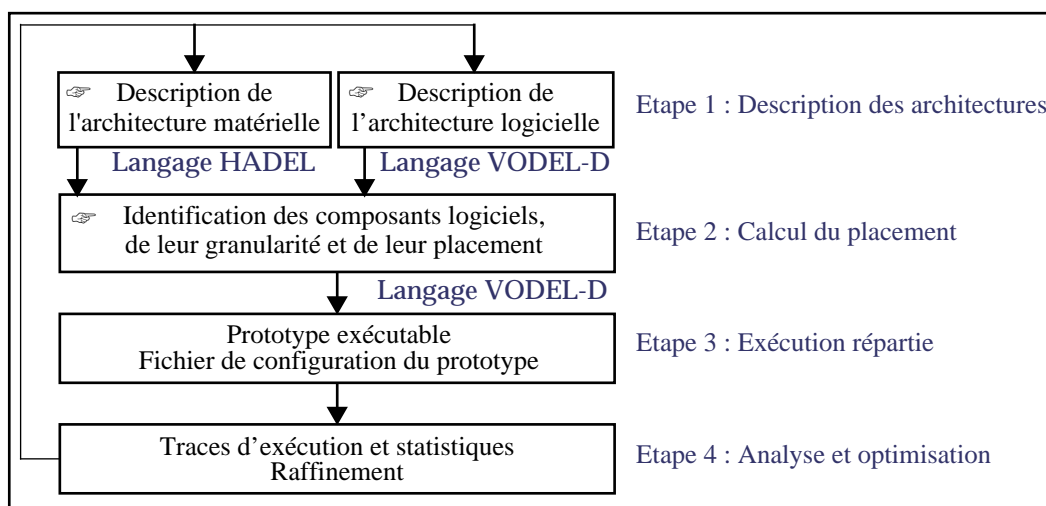 ☞ Description de
l'architecture matérielle
☞ Description de
l’architecture logicielle
Etape 1 : Description des architectures
Langage HADEL
Langage VODEL-D
☞ Identification des composants logiciels,
de leur granularité et de leur placement
Etape 2 : Calcul du placement
Langage VODEL-D
Prototype exécutable
Fichier de configuration du prototype
Etape 3 : Exécution répartie
Traces d’exécution et statistiques
Raffinement
Etape 4 : Analyse et optimisation